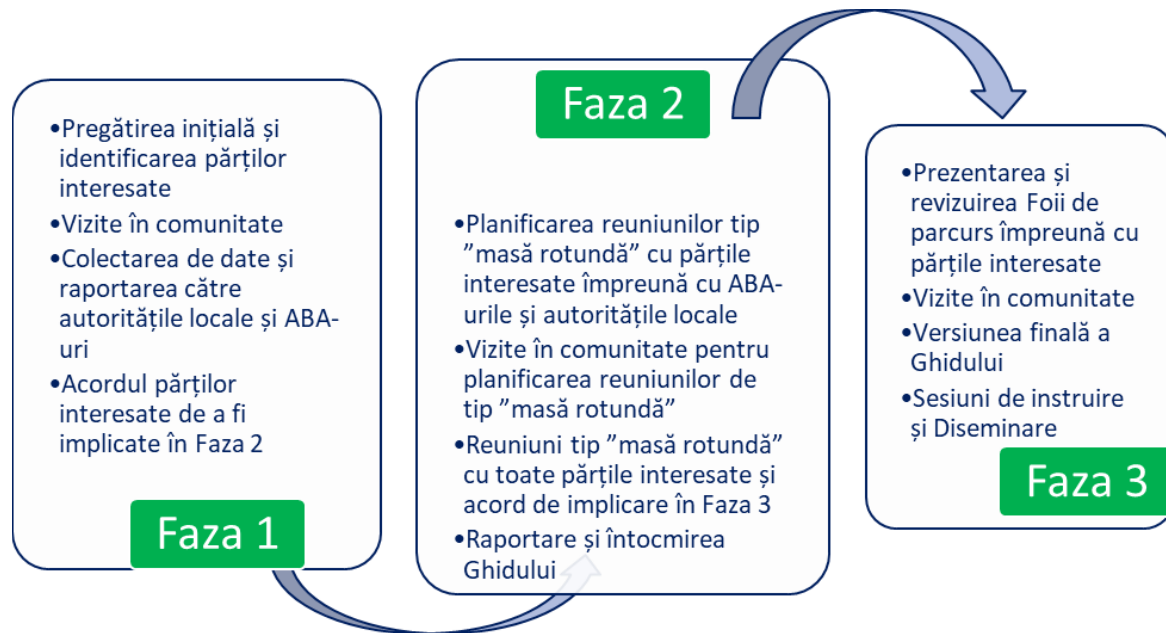 •Pregătirea inițială și
identificarea părților
interesate
•Vizite în comunitate
•Colectarea de date și
raportarea către
autoritățile locale și ABA-
uri
•Acordul părților
interesate de a fi
implicate în Faza 2
Faza 1
Faza 2
•Planificarea reuniunilor tip
”masă rotundă” cu părțile
interesate împreună cu ABA-
urile și autoritățile locale
•Vizite în comunitate pentru
planificarea reuniunilor de
tip ”masă rotundă”
•Reuniuni tip ”masă rotundă”
cu toate părțile interesate și
acord de implicare în Faza 3
•Raportare și întocmirea
Ghidului
•Prezentarea și
revizuirea Foii de
parcurs împreună cu
părțile interesate
•Vizite în comunitate
•Versiunea finală a
Ghidului
•Sesiuni de instruire
și Diseminare
Faza 3